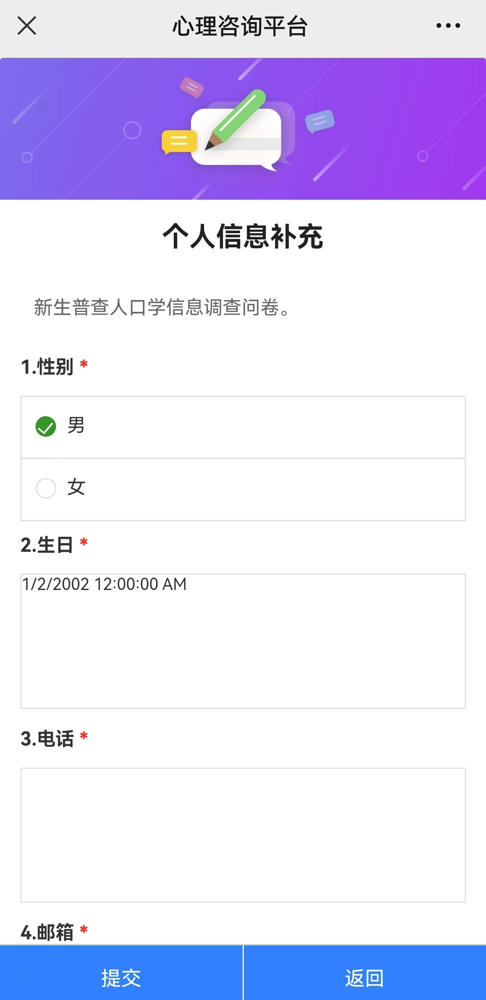 心理咨询平台
个人信息补充
新生普查人口学信息调查问卷。
1.性别 *
男
女
2.生日 *
1/2/2002 12:00:00 AM
3.电话 *
4.邮箱 *
提交
返回